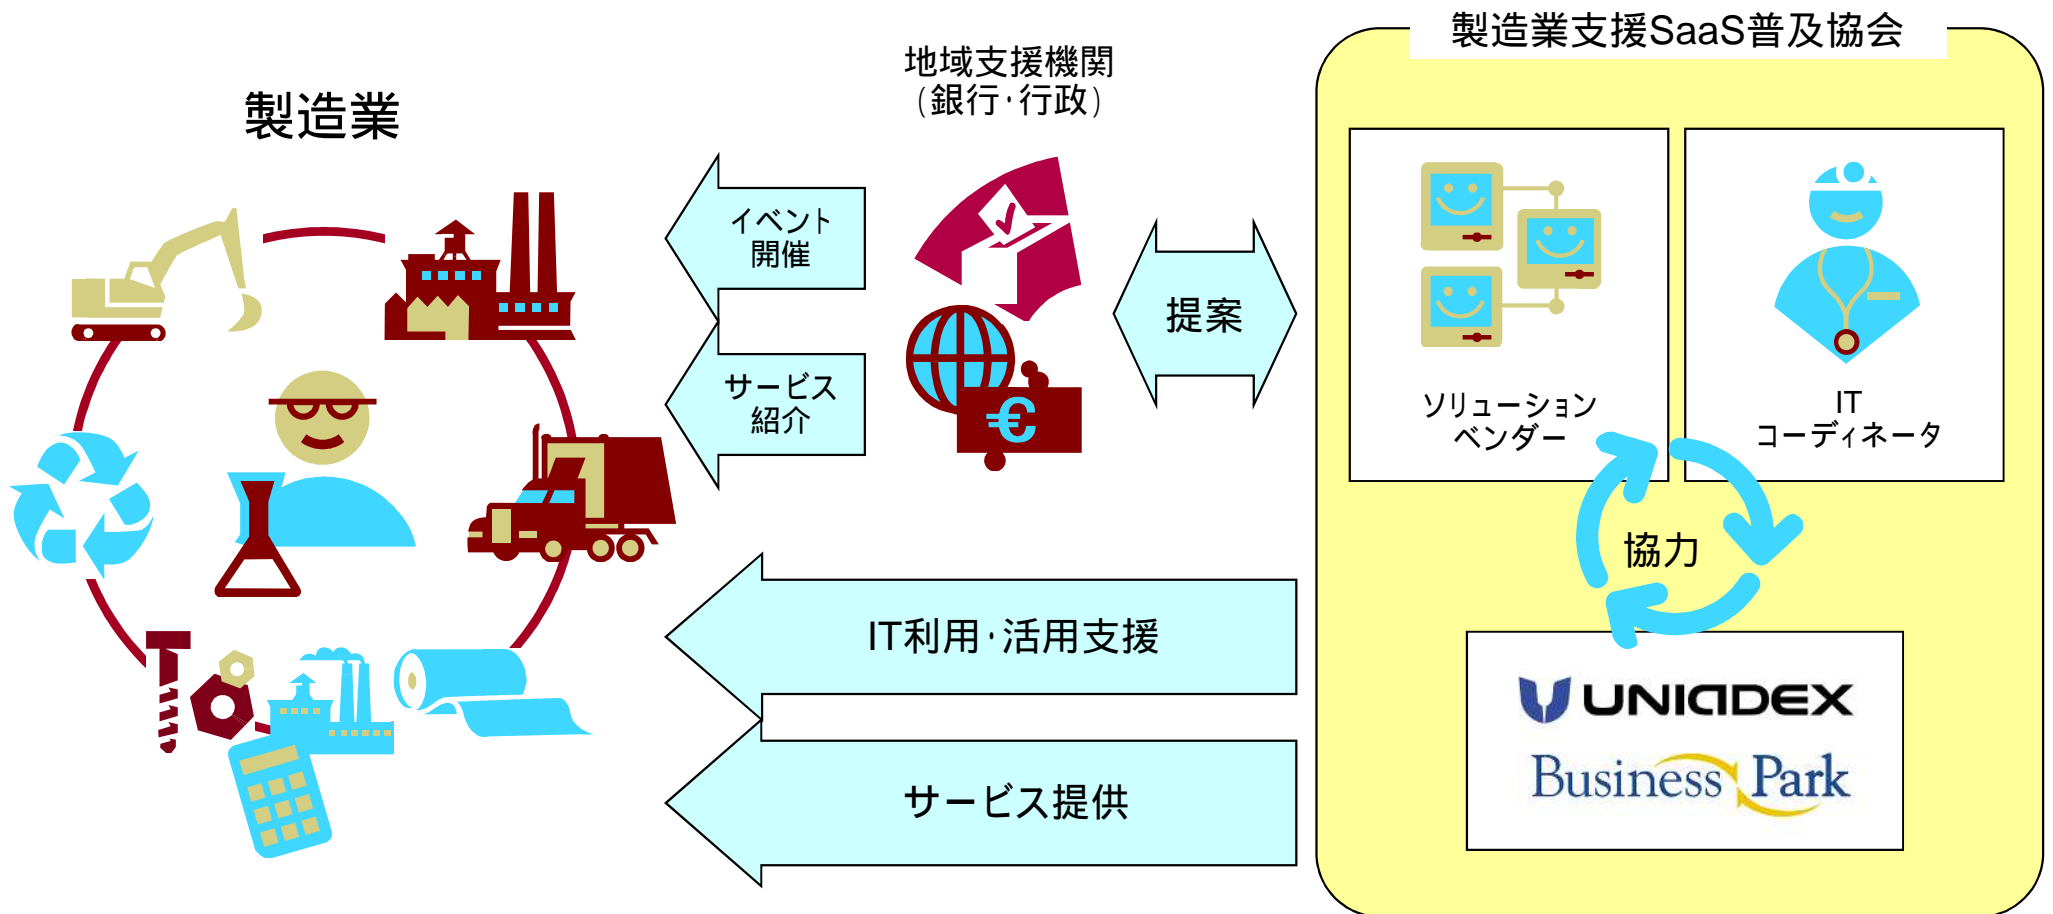 製造業
地域支援機関
(銀行・行政)
イベント
開催
サービス
紹介
€
提案
IT利用・活用支援
サービス提供
製造業支援SaaS普及協会
ソリューション
ベンダー
IT
コーディネータ
協力
UNIADEX
Business Park